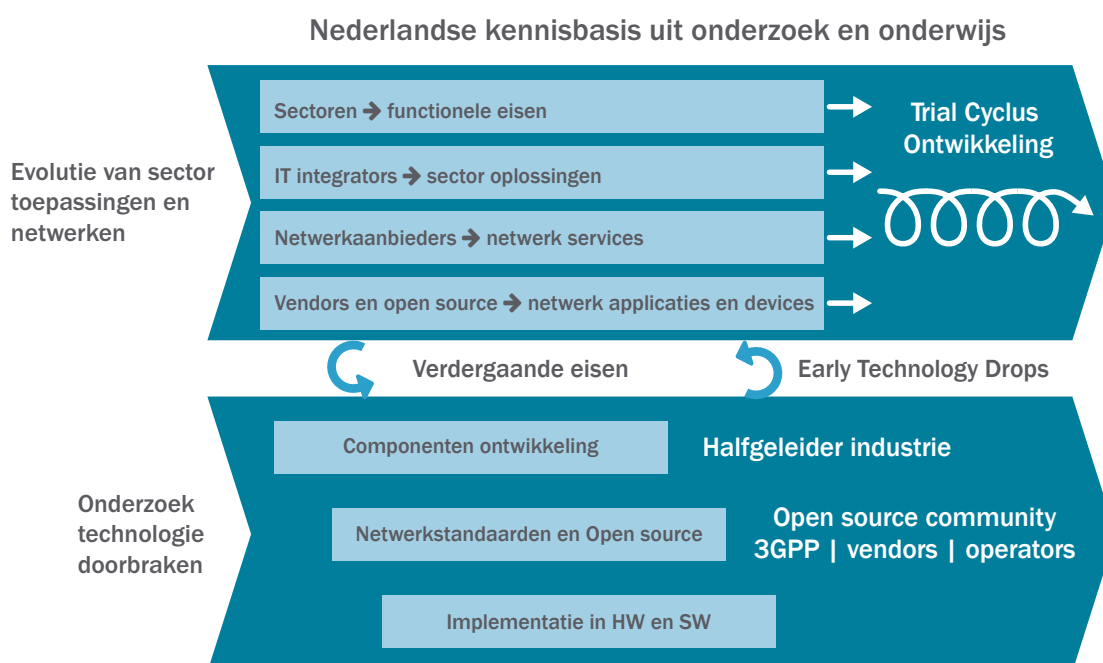 Nederlandse kennisbasis uit onderzoek en onderwijs
Evolutie van sector
toepassingen en
netwerken
Sectoren ➔ functionele eisen
IT integrators ➔ sector oplossingen
Netwerkaanbieders ➔ netwerk services
Vendors en open source ➔ netwerk applicaties en devices
Trial Cyclus
Ontwikkeling
Verdergaande eisen
Early Technology Drops
Onderzoek
technologie
doorbraken
Componenten ontwikkeling
Halfgeleider industrie
Netwerkstandaarden en Open source
Open source community
3GPP | vendors | operators
Implementatie in HW en SW